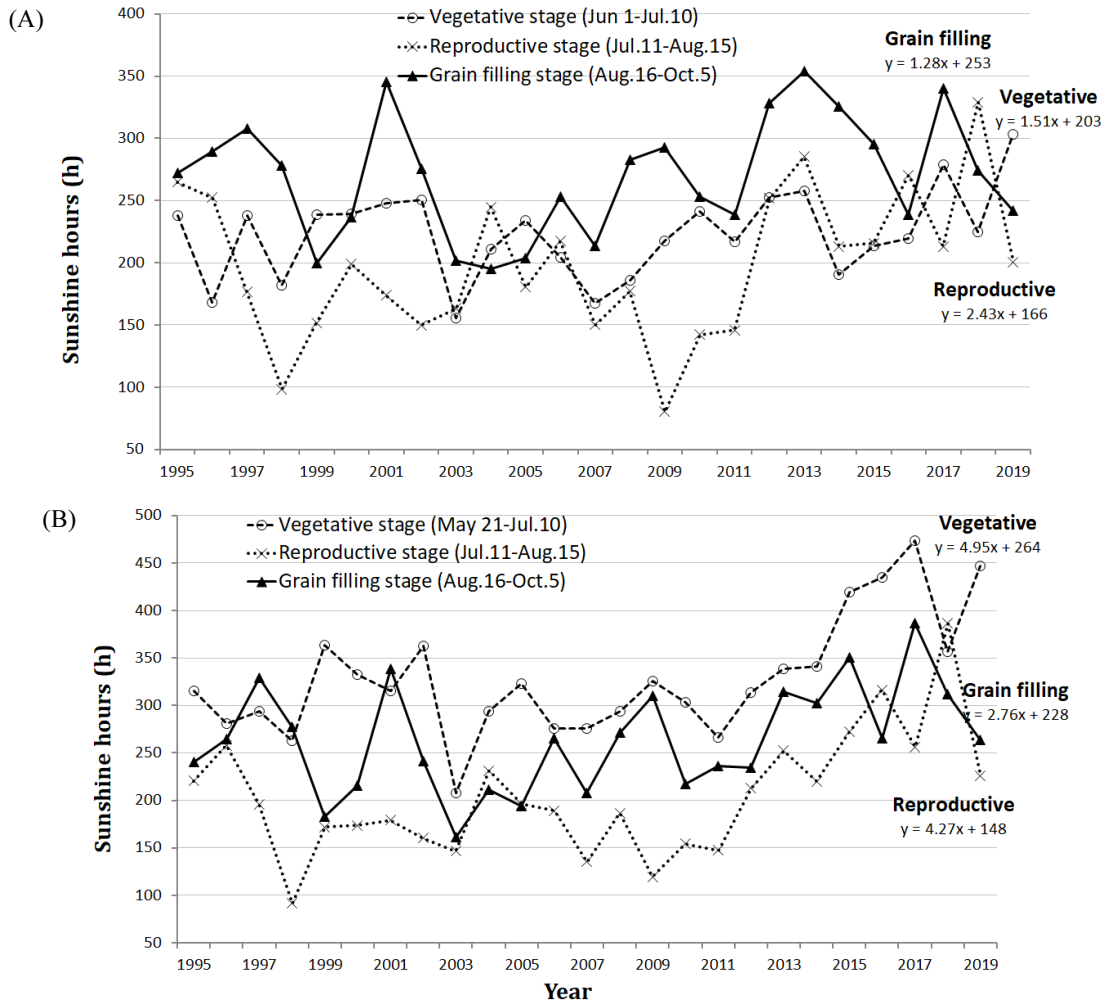 (A)
Vegetative stage (Jun 1-Jul.10)
Reproductive stage (Jul.11-Aug.15)
Grain filling stage (Aug.16-Oct.5)
Grain filling
y = 1.28x + 253
Vegetative
y = 1.51x + 203
Reproductive
y = 2.43x + 166
Sunshine hours (h)
400
350
300
250
200
150
100
50
1995 1997 1999 2001 2003 2005 2007 2009 2011 2013 2015 2017 2019
(B)
Vegetative stage (May 21-Jul.10)
Reproductive stage (Jul.11-Aug.15)
Grain filling stage (Aug.16-Oct.5)
Vegetative
y = 4.95x + 264
Grain filling
y = 2.76x + 228
Reproductive
y = 4.27x + 148
Sunshine hours (h)
500
450
400
350
300
250
200
150
100
50
1995 1997 1999 2001 2003 2005 2007 2009 2011 2013 2015 2017 2019
Year